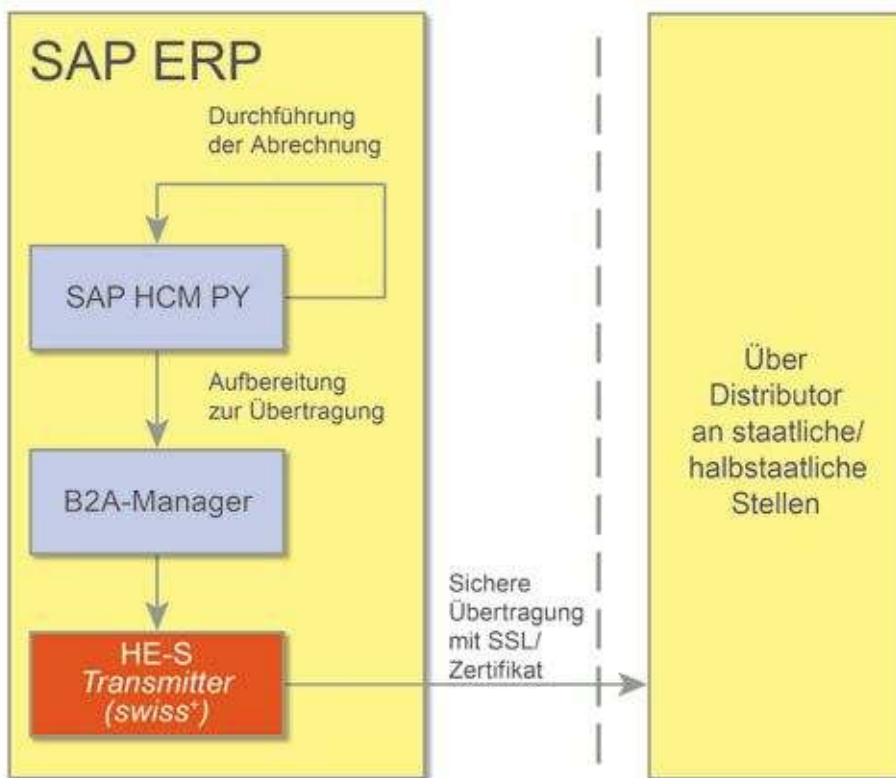 SAP ERP
Durchführung
der Abrechnung
SAP HCM PY
Aufbereitung
zur Übertragung
B2A-Manager
HE-S
Transmitter
(swiss⁺)
Sichere
Übertragung
mit SSL/
Zertifikat
Über
Distributor
an staatliche/
halbstaatliche
Stellen